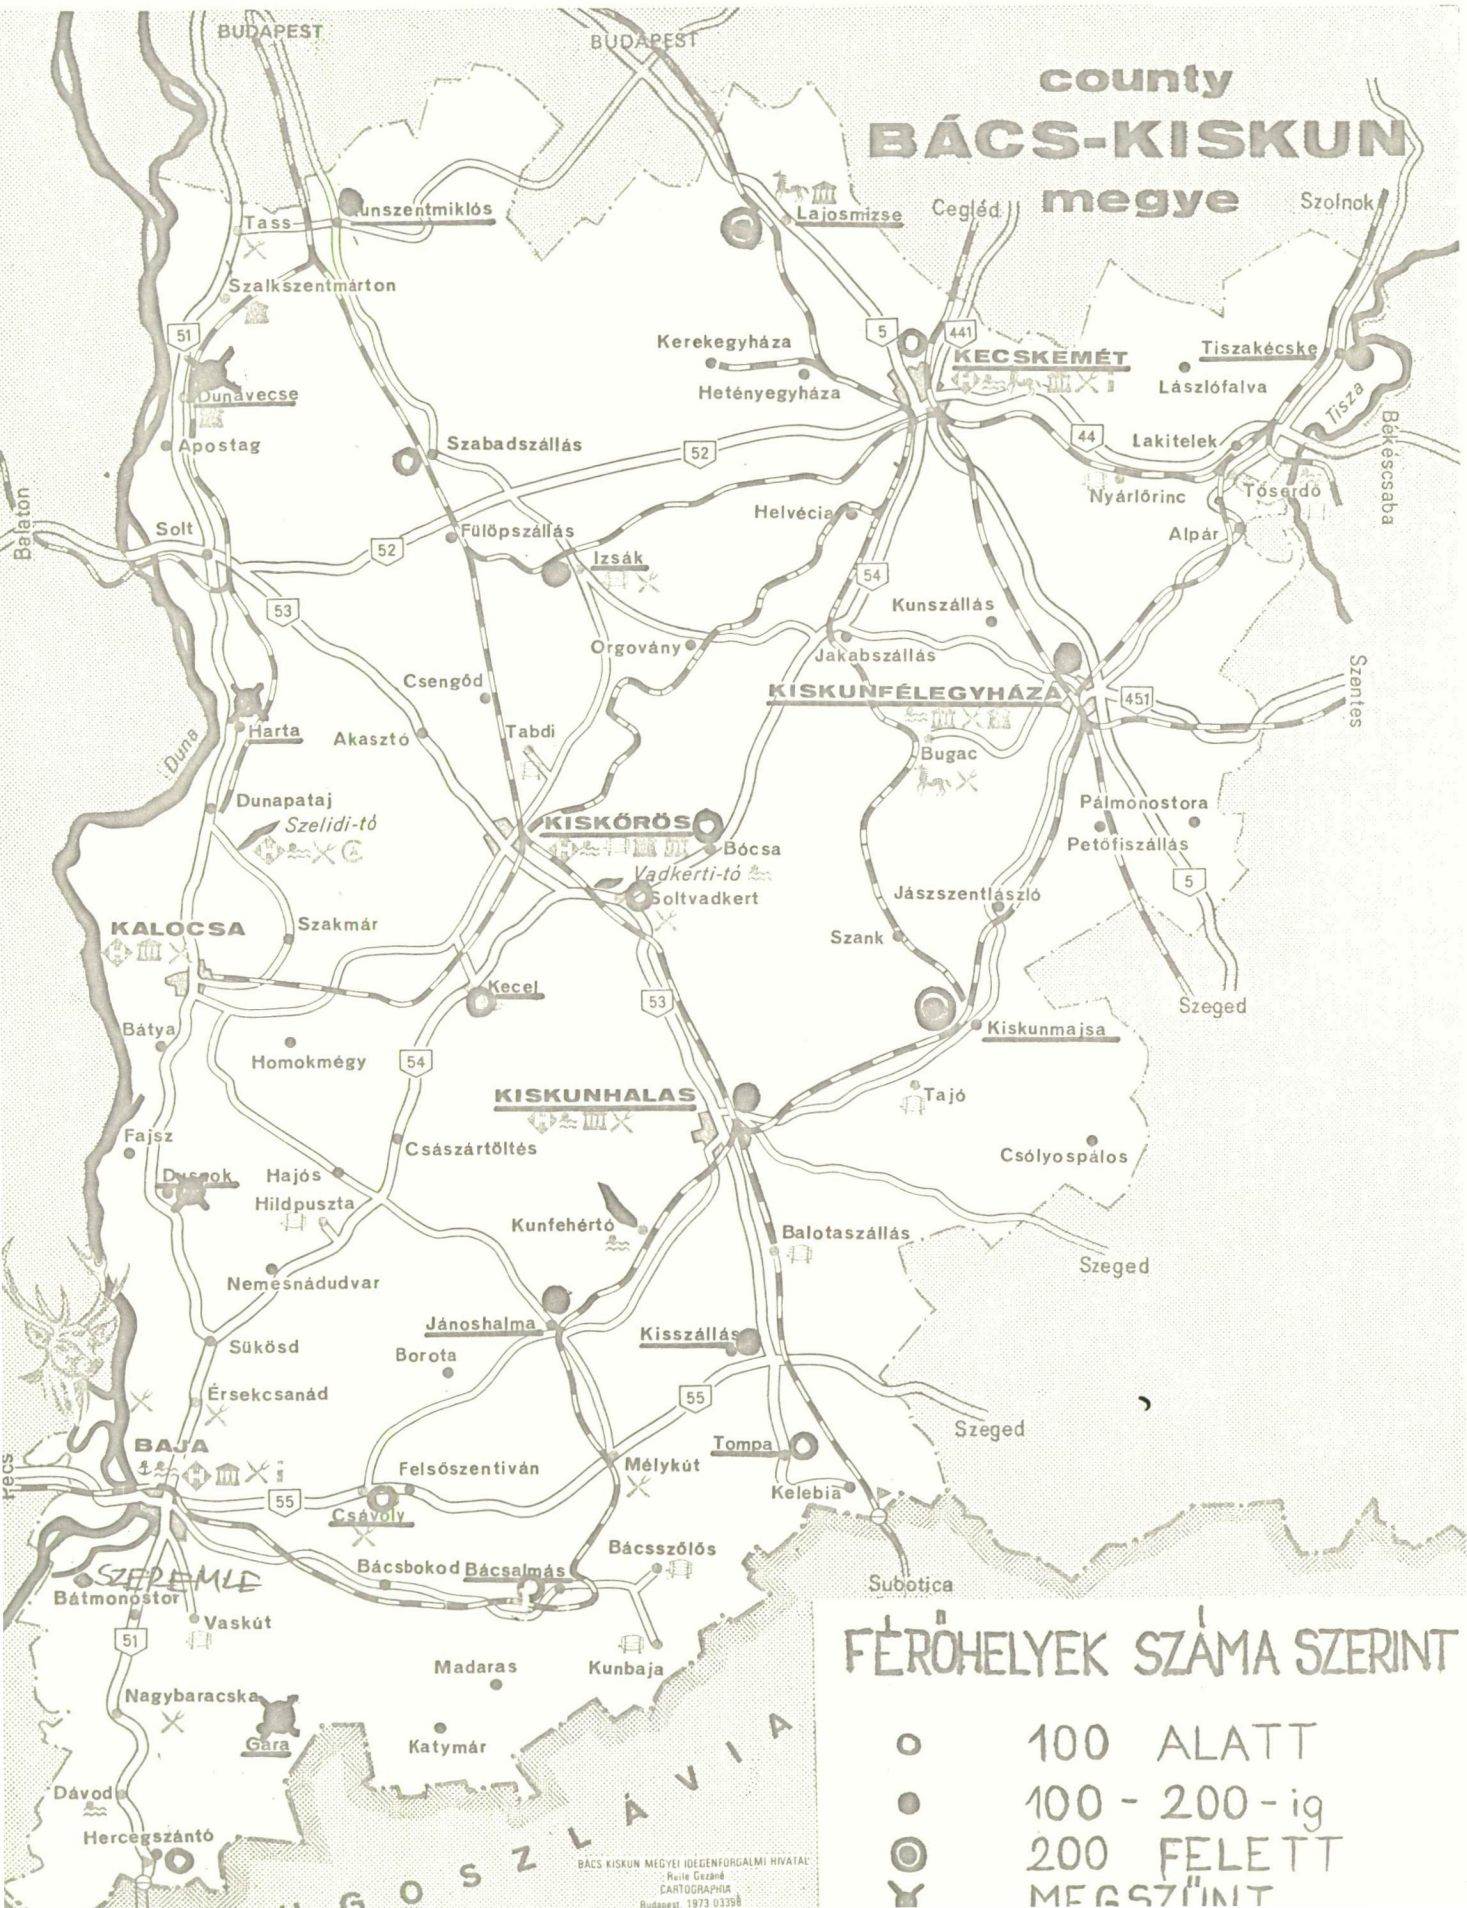 BUDAPEST
BUDAPEST
county
BÁCS-KISKUN
megye
Cegléd
Szolnok
Tass
Kunszentmiklós
Lajosmizse
Szalkszentmárton
51
5
441
Kerekegyháza
KECSKEMÉT
Tiszakécske
Hetényegyháza
Lászlófalva
Dunavecse
Tisza
Békéscsaba
Apostag
Szabadszállás
52
44
Lakitelek
Nyárlőrinc
Tőserdő
Balaton
Solt
Fülöpszállás
Helvécia
Alpár
52
Izsák
54
53
Kunszállás
Orgovány
Jakabszállás
Szentes
Csengőd
KISKUNFÉLEGYHÁZA
451
Harta
Akasztó
Tabdi
Bugac
Duna
Dunapataj
Szelidi-tó
Pálmonostora
KISKŐRÖS
Petőfiszállás
Bócsa
Vadkerti-tó
5
Soltvadkert
Jászszentlászló
KALOCSA
Szakmár
Szank
Kecel
53
Szeged
Bátya
Kiskunmajsa
Homokmégy
54
KISKUNHALAS
Tajó
Fajsz
Császártöltés
Csólyospálos
Dusnok
Hajós
Hildpuszta
Kunfehértó
Balotaszállás
Szeged
Nemesnádudvar
Jánoshalma
Kisszállás
Sükösd
Borota
Érsekcsanád
55
Szeged
BAJA
Tompa
Pécs
Felsőszentiván
Mélykút
Kelebia
55
Csávoly
Bácsszőlős
Bácsbokod
Bácsalmás
SZEREMLE
Subotica
Bátmonostor
Vaskút
51
Madaras
Kunbaja
Nagybaracska
Gara
Katymár
Dávod
Hercegszántó
GOSZLÁVIA
BÁCS KISKUN MEGYEI IDEGENFORGALMI HIVATAL
CARTOGRAPHIA
Budapest, 1973
FÉRŐHELYEK SZÁMA SZERINT
100 ALATT
100 - 200-ig
200 FELETT
MEGSZŰNT